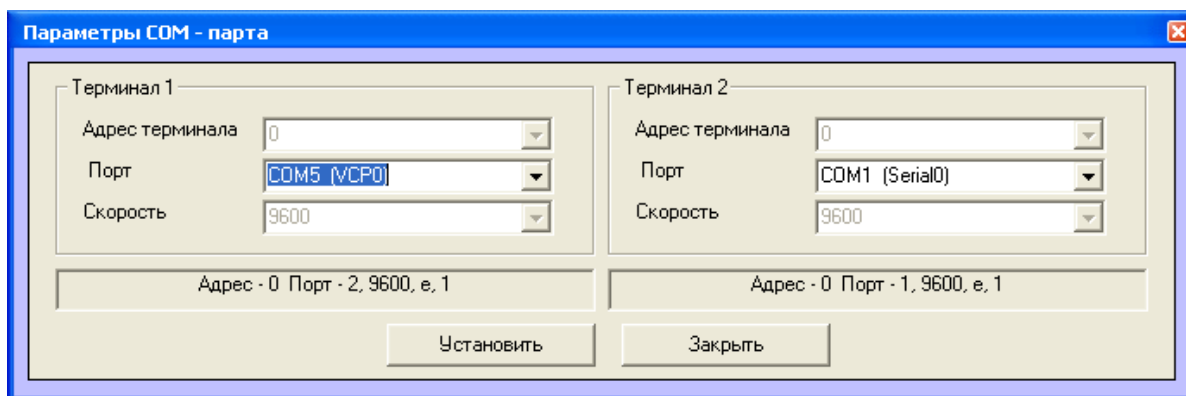 Параметры COM - парта
Терминал 1
Адрес терминала 0
Порт COM5 (VCP0)
Скорость 9600
Адрес - 0 Порт - 2, 9600, e, 1
Терминал 2
Адрес терминала 0
Порт COM1 (Serial0)
Скорость 9600
Адрес - 0 Порт - 1, 9600, e, 1
Установить
Закрыть